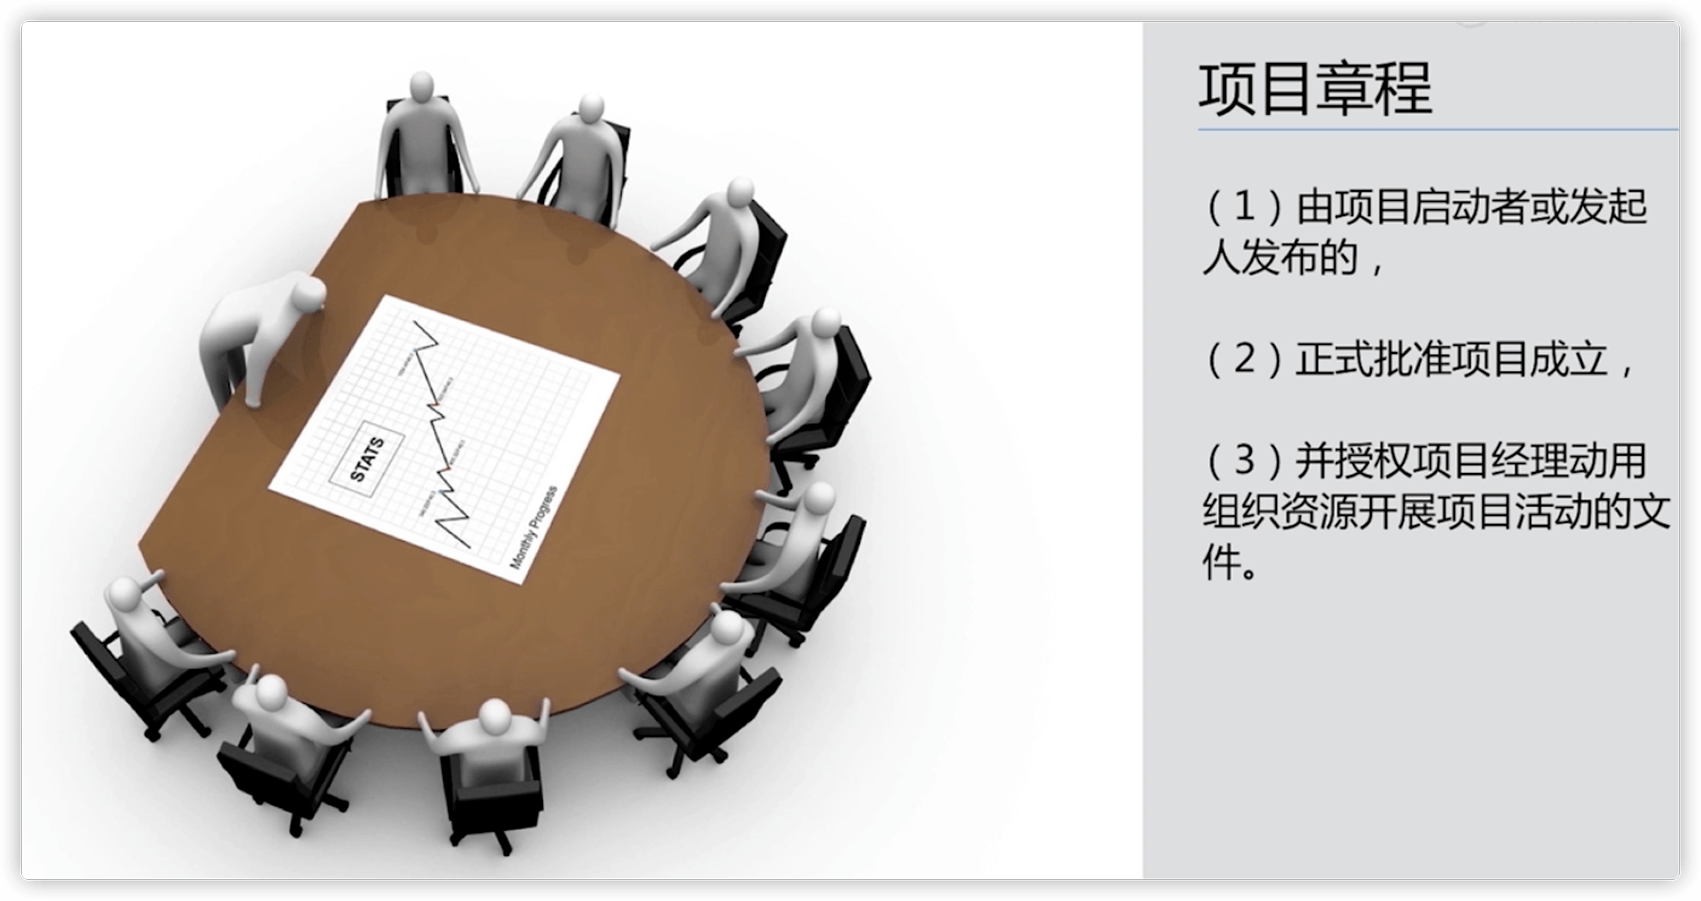 项目章程
（1）由项目启动者或发起
人发布的，
（2）正式批准项目成立，
（3）并授权项目经理动用
组织资源开展项目活动的文
件。
STATS
Monthly Progress